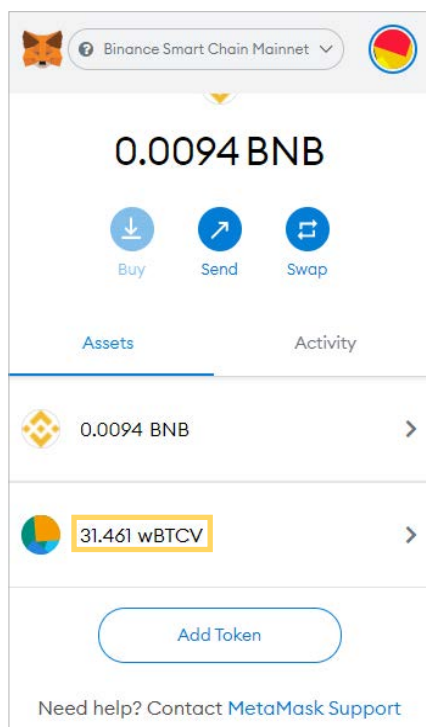 Binance Smart Chain Mainnet
0.0094 BNB
Buy Send Swap
Assets Activity
0.0094 BNB
31.461 wBTCV
Add Token
Need help? Contact MetaMask Support